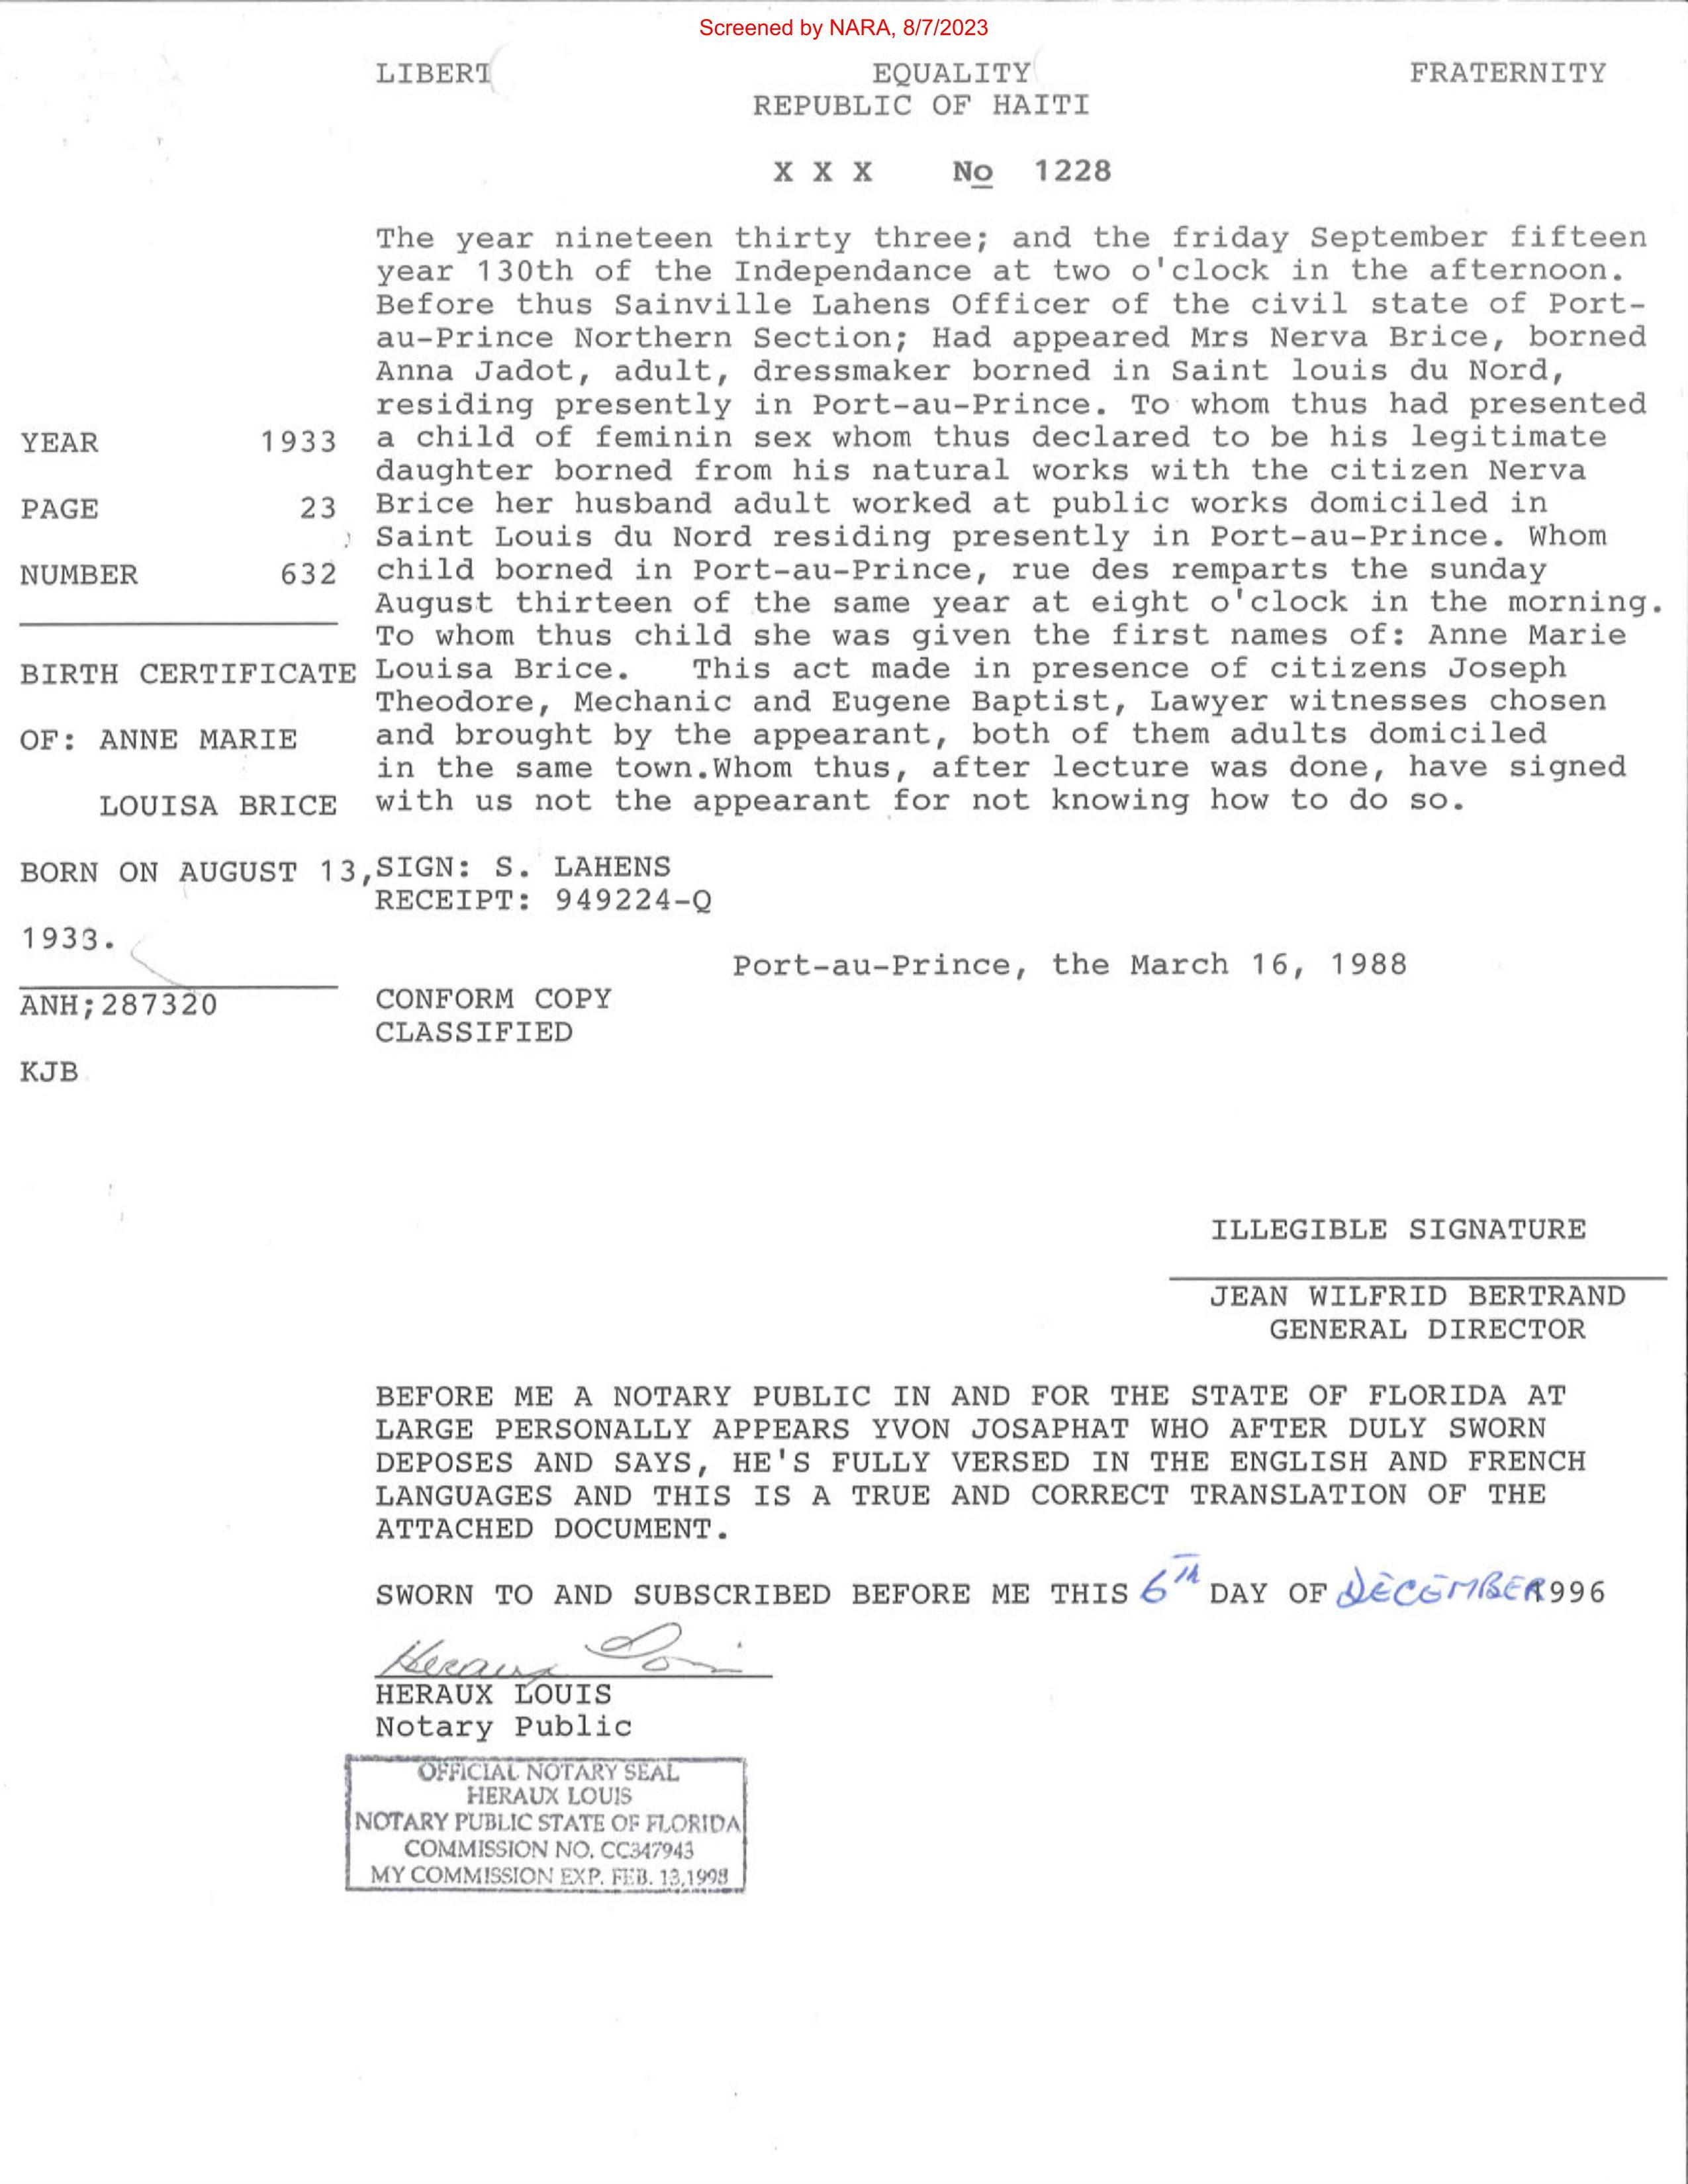 Screened by NARA, 8/7/2023
LIBERT EQUALITY FRATERNITY
REPUBLIC OF HAITI
X X X No 1228
The year nineteen thirty three; and the friday September fifteen
year 130th of the Independance at two o'clock in the afternoon.
Before thus Sainville Lahens Officer of the civil state of Port-
au-Prince Northern Section; Had appeared Mrs Nerva Brice, borned
Anna Jadot, adult, dressmaker borned in Saint louis du Nord,
residing presently in Port-au-Prince. To whom thus had presented
a child of feminin sex whom thus declared to be his legitimate
daughter borned from his natural works with the citizen Nerva
Brice her husband adult worked at public works domiciled in
Saint Louis du Nord residing presently in Port-au-Prince. Whom
child borned in Port-au-Prince, rue des remparts the sunday
August thirteen of the same year at eight o'clock in the morning.
To whom thus child she was given the first names of: Anne Marie
Louisa Brice. This act made in presence of citizens Joseph
Theodore, Mechanic and Eugene Baptist, Lawyer witnesses chosen
and brought by the appearant, both of them adults domiciled
in the same town.Whom thus, after lecture was done, have signed
with us not the appearant for not knowing how to do so.
YEAR 1933
PAGE 23
NUMBER 632
BIRTH CERTIFICATE
OF: ANNE MARIE
LOUISA BRICE
BORN ON AUGUST 13,
1933.
ANH;287320
KJB
SIGN: S. LAHENS
RECEIPT: 949224-Q
Port-au-Prince, the March 16, 1988
CONFORM COPY
CLASSIFIED
ILLEGIBLE SIGNATURE
JEAN WILFRID BERTRAND
GENERAL DIRECTOR
BEFORE ME A NOTARY PUBLIC IN AND FOR THE STATE OF FLORIDA AT
LARGE PERSONALLY APPEARS YVON JOSAPHAT WHO AFTER DULY SWORN
DEPOSES AND SAYS, HE'S FULLY VERSED IN THE ENGLISH AND FRENCH
LANGUAGES AND THIS IS A TRUE AND CORRECT TRANSLATION OF THE
ATTACHED DOCUMENT.
SWORN TO AND SUBSCRIBED BEFORE ME THIS 6th DAY OF DECEMBER 1996
Heraux Louis
HERAUX LOUIS
Notary Public
OFFICIAL NOTARY SEAL
HERAUX LOUIS
NOTARY PUBLIC STATE OF FLORIDA
COMMISSION NO. CC347943
MY COMMISSION EXP. FEB. 13,1998